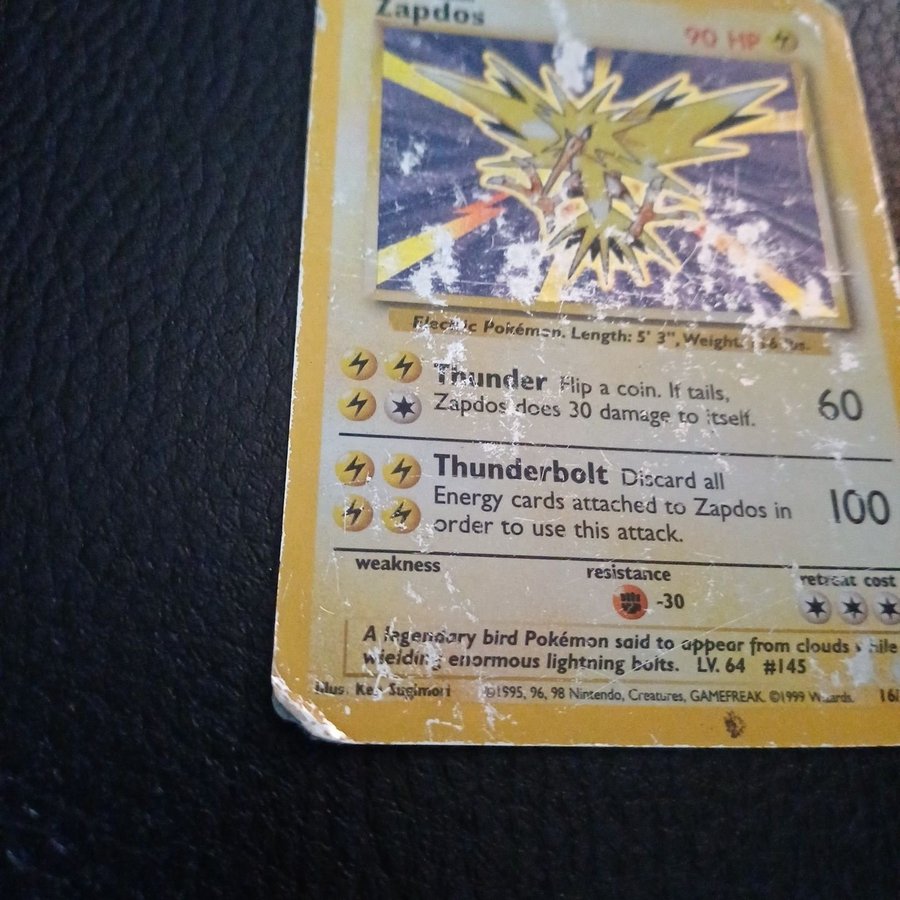 Zapdos
90 HP
Electric Pokémon. Length: 5' 3", Weight:
Thunder Flip a coin. If tails,
Zapdos does 30 damage to itself.
60
Thunderbolt Discard all
Energy cards attached to Zapdos in
order to use this attack.
100
weakness
resistance
retreat cost
-30
A legendary bird Pokémon said to appear from clouds while
wielding enormous lightning bolts. LV. 64 #145
Illus. Ken Sugimori ©1995, 96, 98 Nintendo, Creatures, GAMEFREAK. ©1999 Wizards. 16/